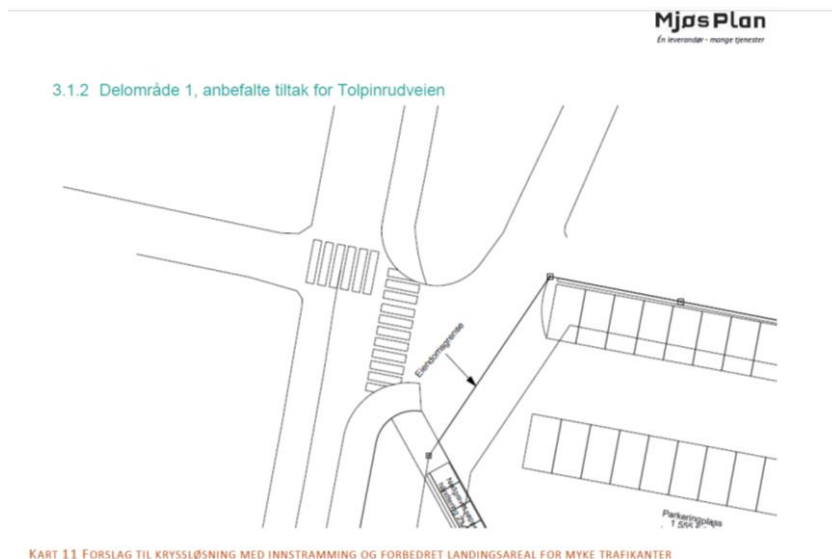 MjøsPlan
Én leverandør - mange tjenester
3.1.2 Delområde 1, anbefalte tiltak for Tolpinrudveien
Eiendomsgrense
Parkeringplass
KART 11 FORSLAG TIL KRYSSLØSNING MED INNSTRAMMING OG FORBEDRET LANDINGSAREAL FOR MYKE TRAFIKANTER